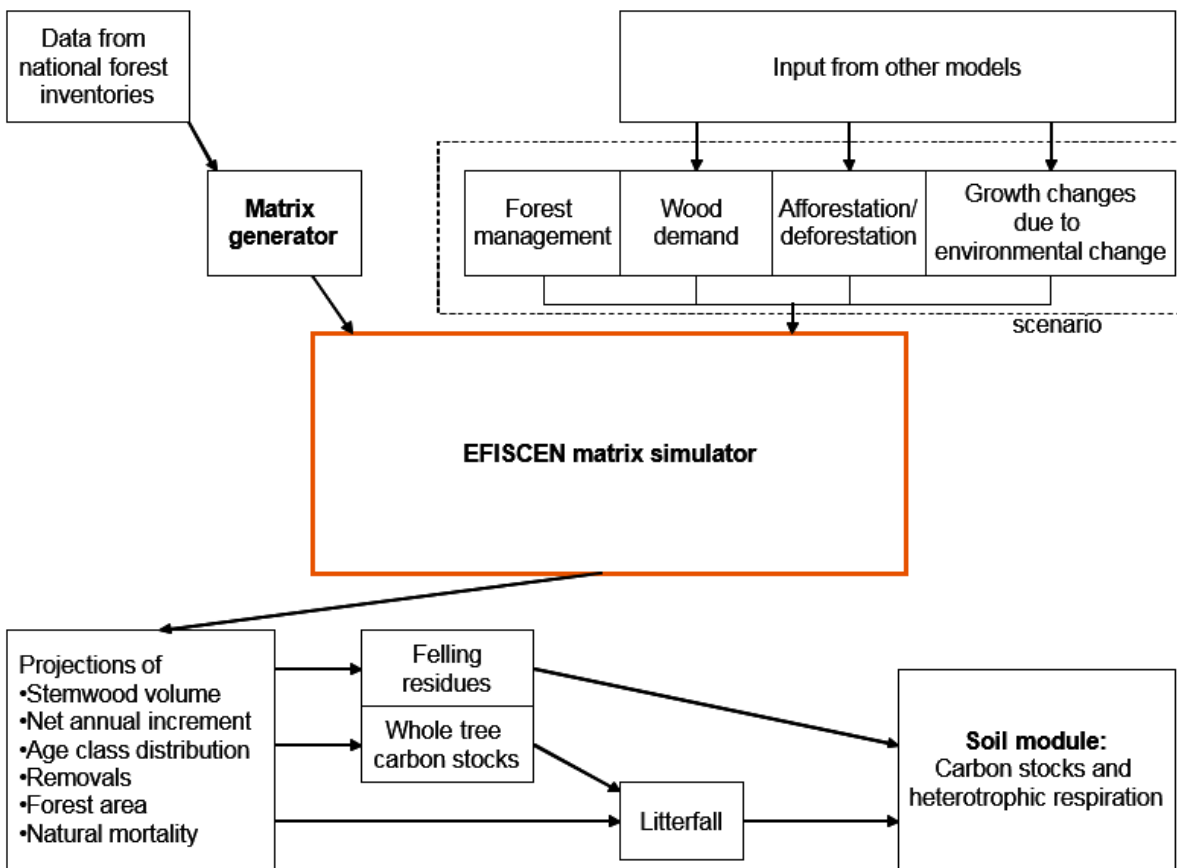 Data from
national forest
inventories
Input from other models
Matrix
generator
Forest
management
Wood
demand
Afforestation/
deforestation
Growth changes
due to
environmental change
scenario
EFISCEN matrix simulator
Projections of
•Stemwood volume
•Net annual increment
•Age class distribution
•Removals
•Forest area
•Natural mortality
Felling
residues
Whole tree
carbon stocks
Litterfall
Soil module:
Carbon stocks and
heterotrophic respiration